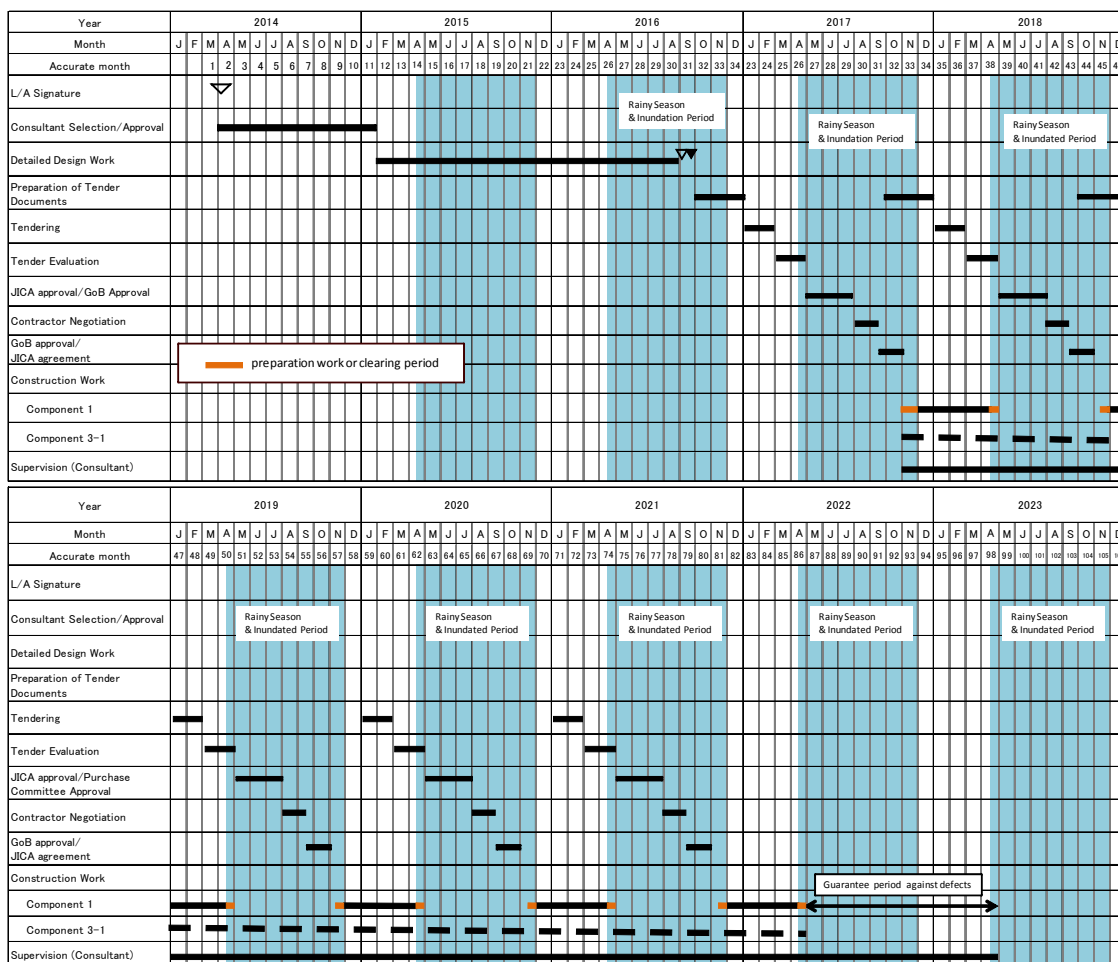 Year 2014 2015 2016 2017 2018
Month J F M A M J J A S O N D J F M A M J J A S O N D J F M A M J J A S O N D J F M A M J J A S O N D J F M A M J J A S O N D
Accurate month 1 2 3 4 5 6 7 8 9 10 11 12 13 14 15 16 17 18 19 20 21 22 23 24 25 26 27 28 29 30 31 32 33 34 23 24 25 26 27 28 29 30 31 32 33 34 35 36 37 38 39 40 41 42 43 44 45
L/A Signature
Rainy Season
& Inundation Period
Consultant Selection/Approval
Rainy Season
& Inundation Period
Rainy Season
& Inundated Period
Detailed Design Work
Preparation of Tender
Documents
Tendering
Tender Evaluation
JICA approval/GoB Approval
Contractor Negotiation
GoB approval/
JICA agreement
preparation work or clearing period
Construction Work
Component 1
Component 3-1
Supervision (Consultant)
Year 2019 2020 2021 2022 2023
Month J F M A M J J A S O N D J F M A M J J A S O N D J F M A M J J A S O N D J F M A M J J A S O N D J F M A M J J A S O N D
Accurate month 47 48 49 50 51 52 53 54 55 56 57 58 59 60 61 62 63 64 65 66 67 68 69 70 71 72 73 74 75 76 77 78 79 80 81 82 83 84 85 86 87 88 89 90 91 92 93 94 95 96 97 98 99 100 101 102 103 104 105
L/A Signature
Consultant Selection/Approval
Rainy Season
& Inundated Period
Rainy Season
& Inundated Period
Rainy Season
& Inundated Period
Rainy Season
& Inundated Period
Rainy Season
& Inundated Period
Detailed Design Work
Preparation of Tender
Documents
Tendering
Tender Evaluation
JICA approval/Purchase
Committee Approval
Contractor Negotiation
GoB approval/
JICA agreement
Construction Work
Guarantee period against defects
Component 1
Component 3-1
Supervision (Consultant)